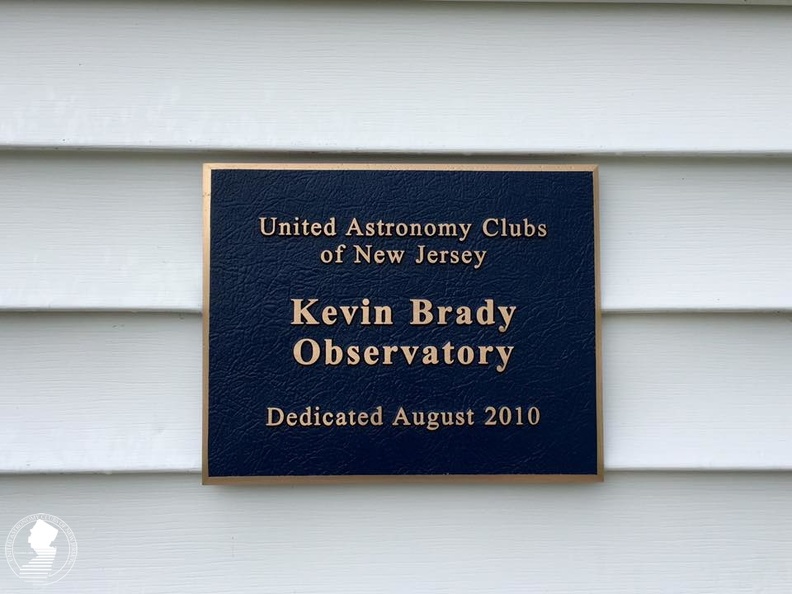 United Astronomy Clubs
of New Jersey
Kevin Brady
Observatory
Dedicated August 2010